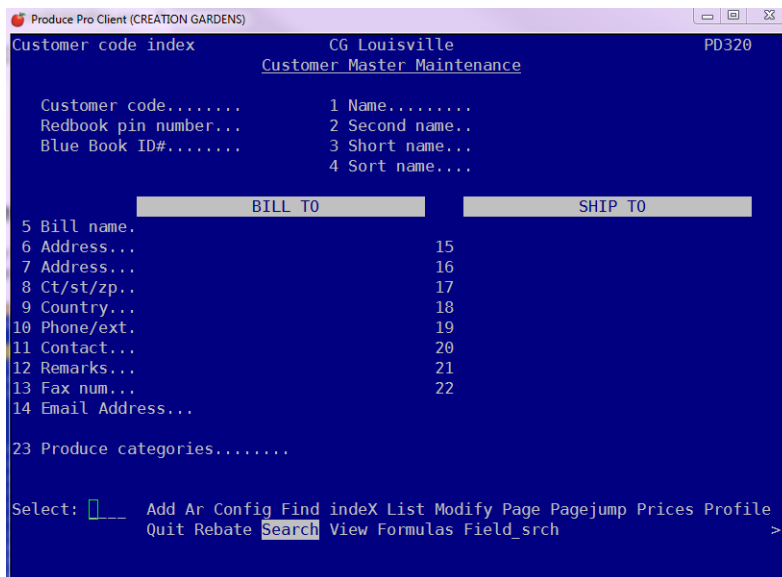 Produce Pro Client (CREATION GARDENS)
Customer code index CG Louisville PD320
Customer Master Maintenance
Customer code........ 1 Name.........
Redbook pin number... 2 Second name..
Blue Book ID#........ 3 Short name...
4 Sort name....
BILL TO SHIP TO
5 Bill name.
6 Address... 15
7 Address... 16
8 Ct/st/zp.. 17
9 Country... 18
10 Phone/ext. 19
11 Contact... 20
12 Remarks... 21
13 Fax num... 22
14 Email Address...
23 Produce categories........
Select: ___ Add Ar Config Find indeX List Modify Page Pagejump Prices Profile
Quit Rebate Search View Formulas Field_srch >